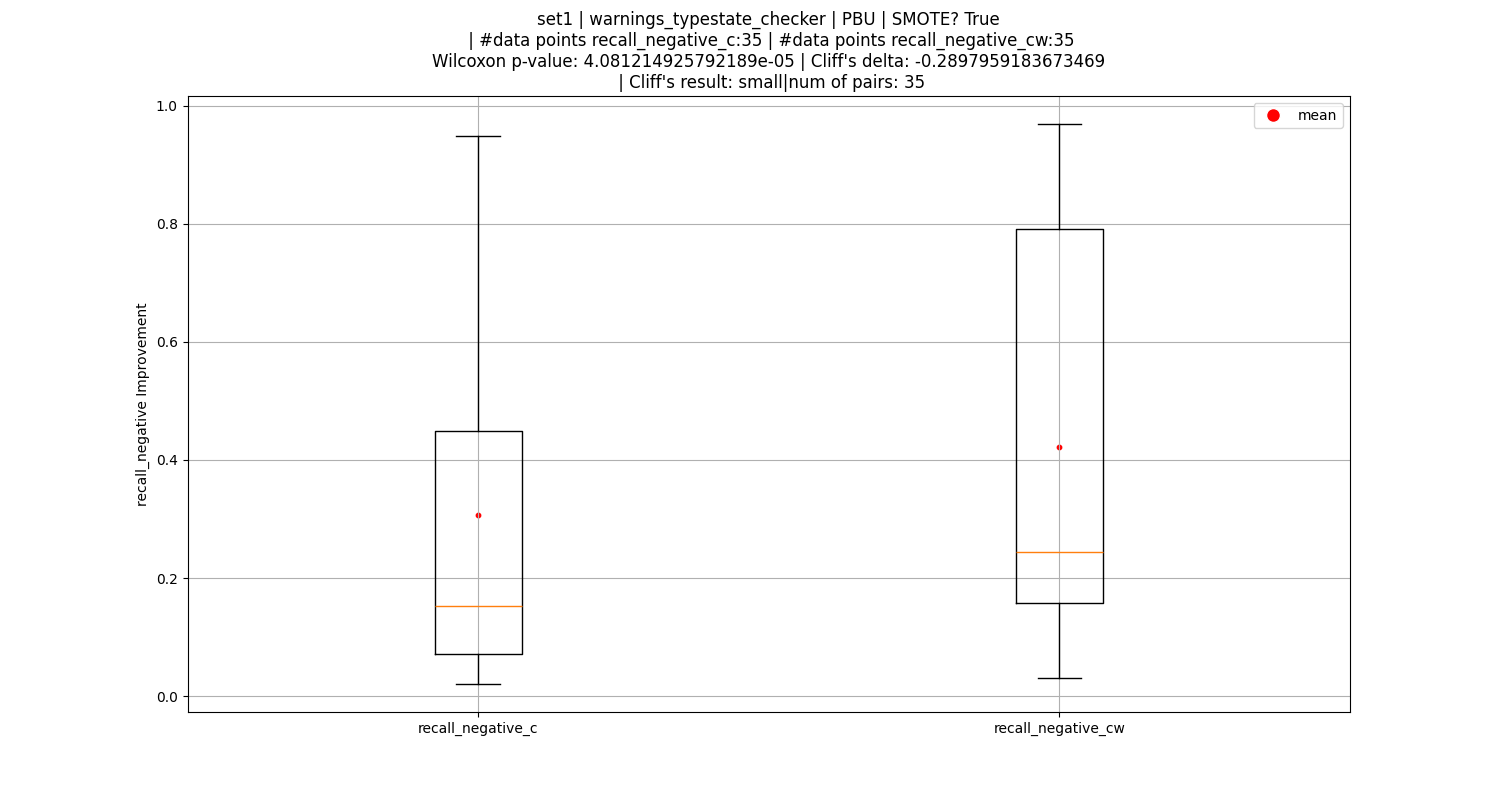 set1 | warnings_typestate_checker | PBU | SMOTE? True
| #data points recall_negative_c:35 | #data points recall_negative_cw:35
Wilcoxon p-value: 4.081214925792189e-05 | Cliff's delta: -0.2897959183673469
| Cliff's result: small|num of pairs: 35
mean
1.0
0.8
0.6
0.4
0.2
0.0
recall_negative Improvement
recall_negative_c
recall_negative_cw